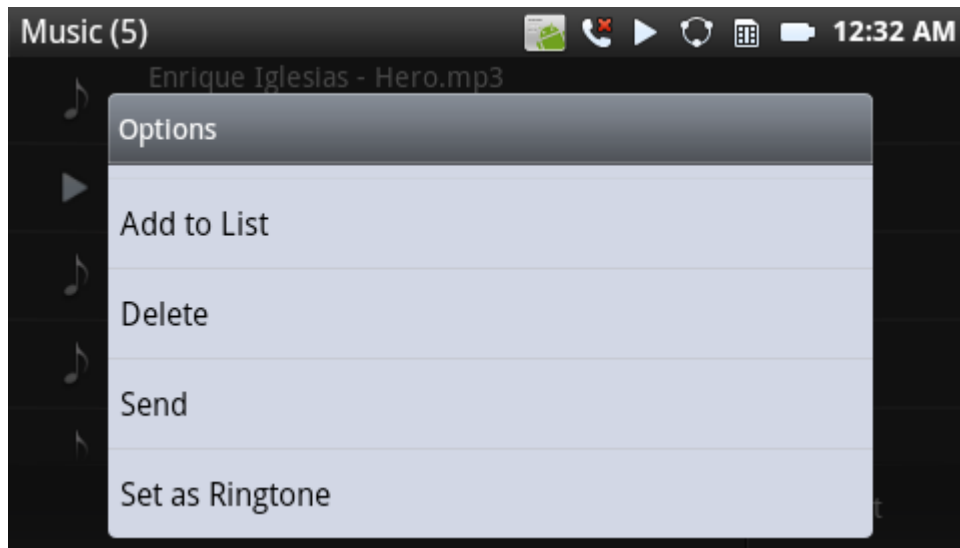 Music (5)
12:32 AM
Enrique Iglesias - Hero.mp3
Options
Add to List
Delete
Send
Set as Ringtone